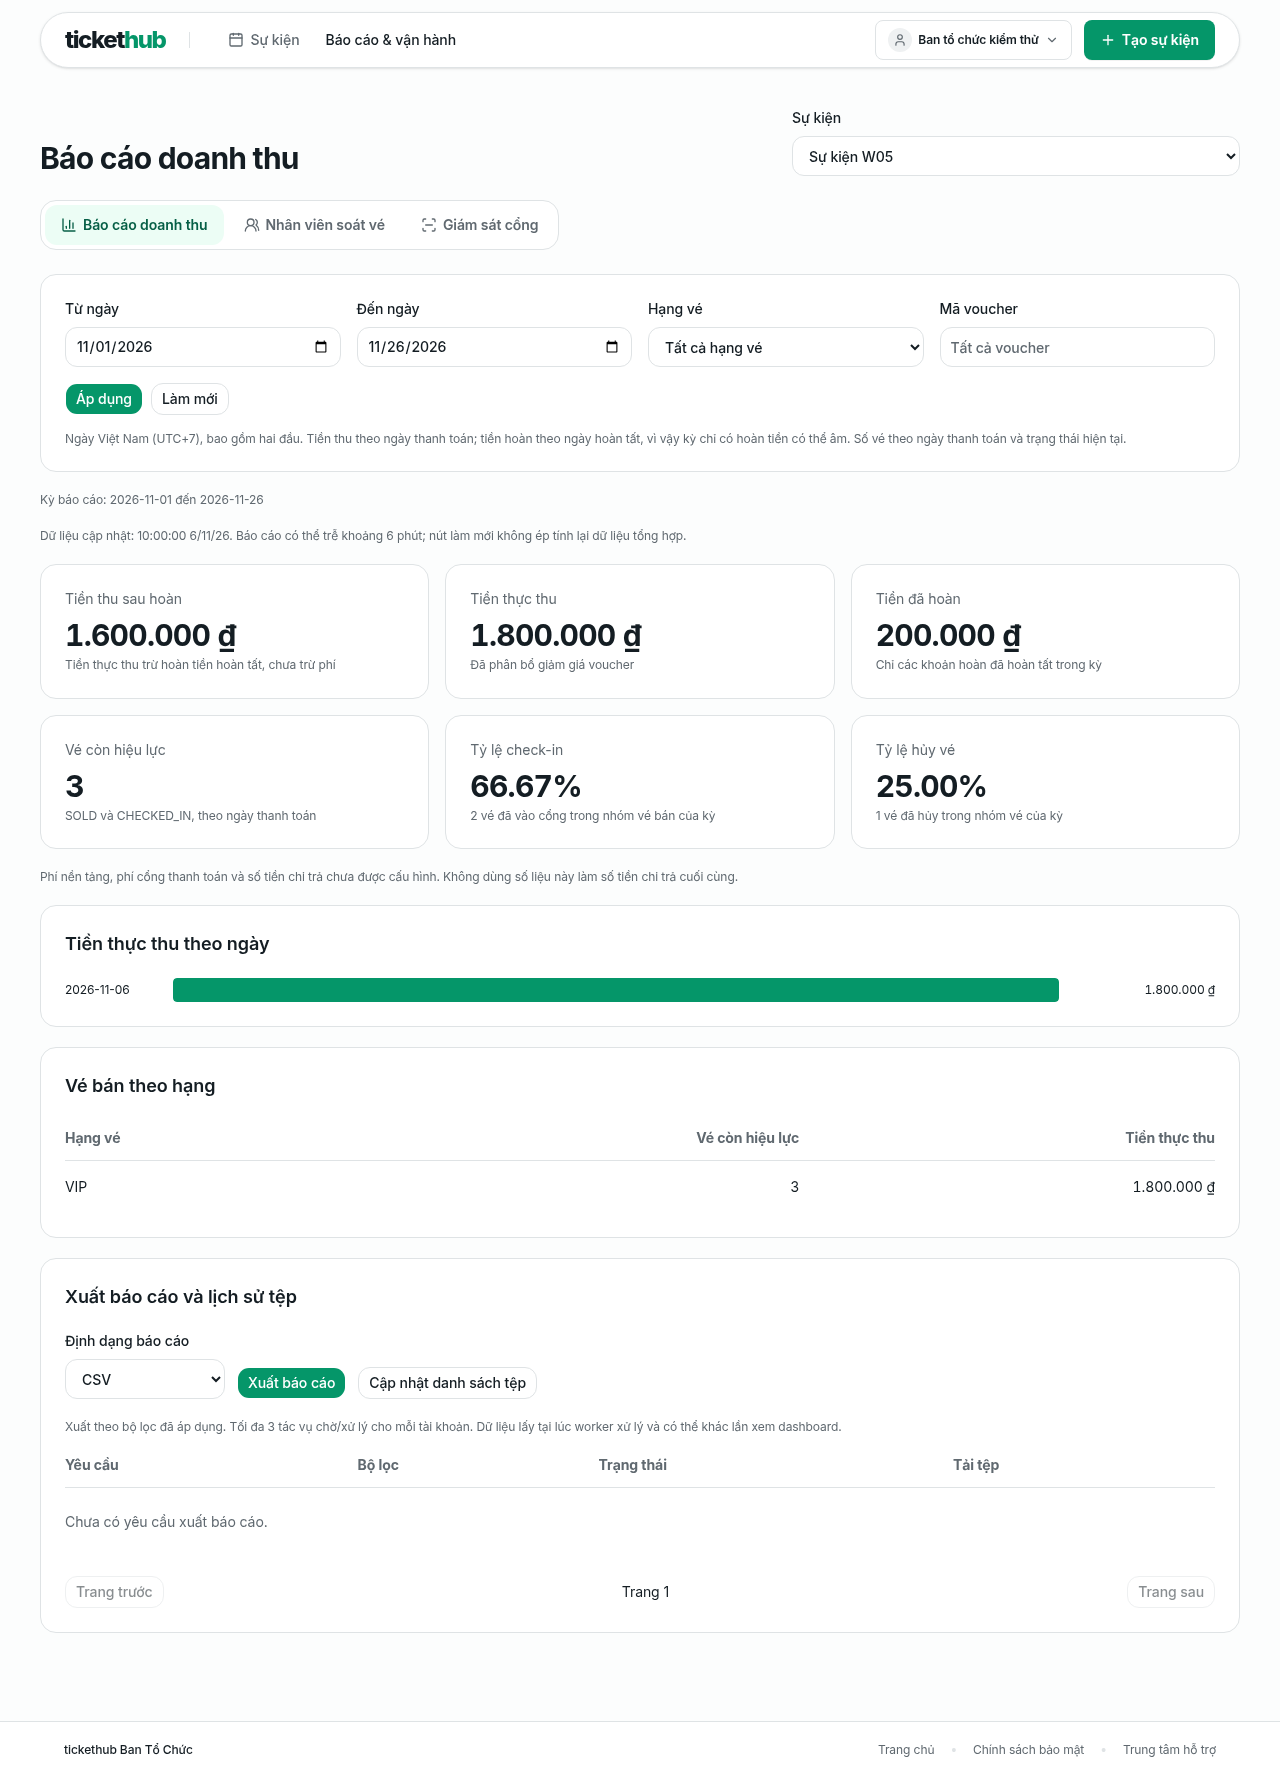 tickethub
Sự kiện
Báo cáo & vận hành
Ban tổ chức kiểm thử
Tạo sự kiện
Sự kiện
Báo cáo doanh thu
Sự kiện W05
Báo cáo doanh thu
Nhân viên soát vé
Giám sát cổng
Từ ngày
Đến ngày
Hạng vé
Mã voucher
11/01/2026
11/26/2026
Tất cả hạng vé
Tất cả voucher
Áp dụng
Làm mới
Ngày Việt Nam (UTC+7), bao gồm hai đầu. Tiền thu theo ngày thanh toán; tiền hoàn theo ngày hoàn tất, vì vậy kỳ chỉ có hoàn tiền có thể âm. Số vé theo ngày thanh toán và trạng thái hiện tại.
Kỳ báo cáo: 2026-11-01 đến 2026-11-26
Dữ liệu cập nhật: 10:00:00 6/11/26. Báo cáo có thể trễ khoảng 6 phút; nút làm mới không ép tính lại dữ liệu tổng hợp.
Tiền thu sau hoàn
1.600.000 ₫
Tiền thực thu trừ hoàn tiền hoàn tất, chưa trừ phí
Tiền thực thu
1.800.000 ₫
Đã phân bổ giảm giá voucher
Tiền đã hoàn
200.000 ₫
Chỉ các khoản hoàn đã hoàn tất trong kỳ
Vé còn hiệu lực
3
SOLD và CHECKED_IN, theo ngày thanh toán
Tỷ lệ check-in
66.67%
2 vé đã vào cổng trong nhóm vé bán của kỳ
Tỷ lệ hủy vé
25.00%
1 vé đã hủy trong nhóm vé của kỳ
Phí nền tảng, phí cổng thanh toán và số tiền chi trả chưa được cấu hình. Không dùng số liệu này làm số tiền chi trả cuối cùng.
Tiền thực thu theo ngày
2026-11-06
1.800.000 ₫
Vé bán theo hạng
Hạng vé
Vé còn hiệu lực
Tiền thực thu
VIP
3
1.800.000 ₫
Xuất báo cáo và lịch sử tệp
Định dạng báo cáo
CSV
Xuất báo cáo
Cập nhật danh sách tệp
Xuất theo bộ lọc đã áp dụng. Tối đa 3 tác vụ chờ/xử lý cho mỗi tài khoản. Dữ liệu lấy tại lúc worker xử lý và có thể khác lần xem dashboard.
Yêu cầu
Bộ lọc
Trạng thái
Tải tệp
Chưa có yêu cầu xuất báo cáo.
Trang trước
Trang 1
Trang sau
tickethub Ban Tổ Chức
Trang chủ
Chính sách bảo mật
Trung tâm hỗ trợ